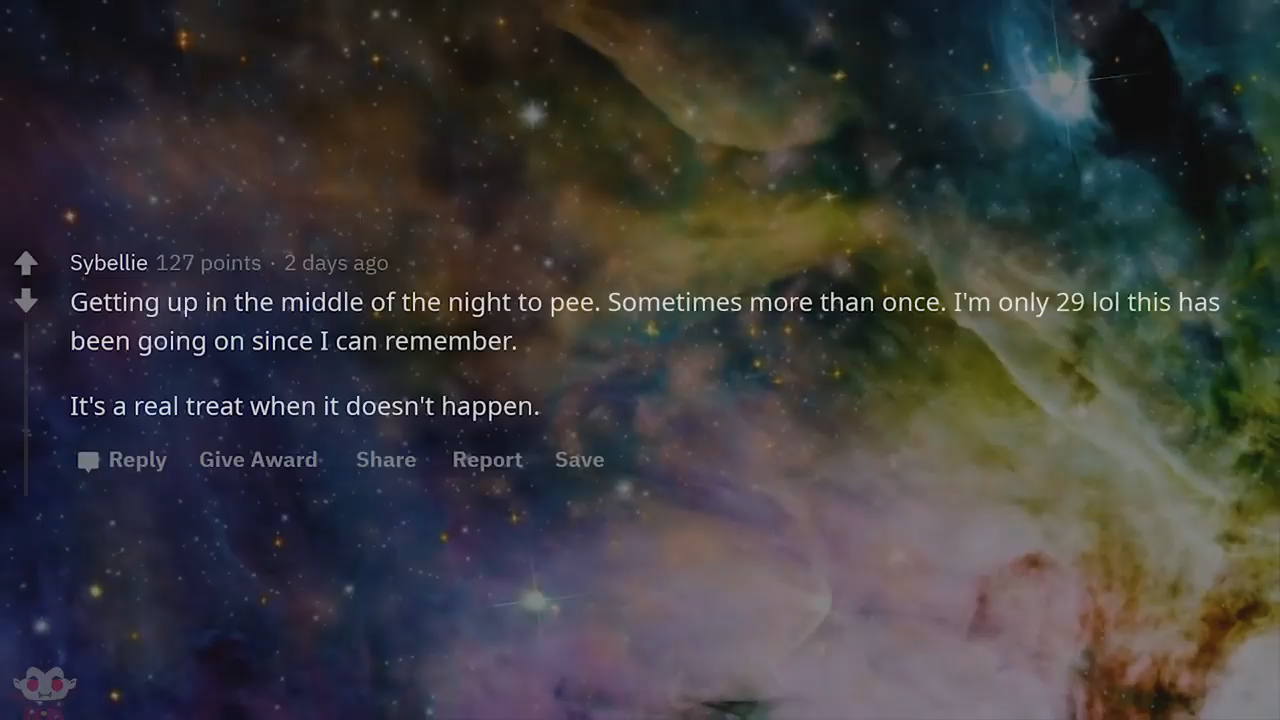 Sybellie 127 points · 2 days ago
Getting up in the middle of the night to pee. Sometimes more than once. I'm only 29 lol this has
been going on since I can remember.
It's a real treat when it doesn't happen.
Reply Give Award Share Report Save